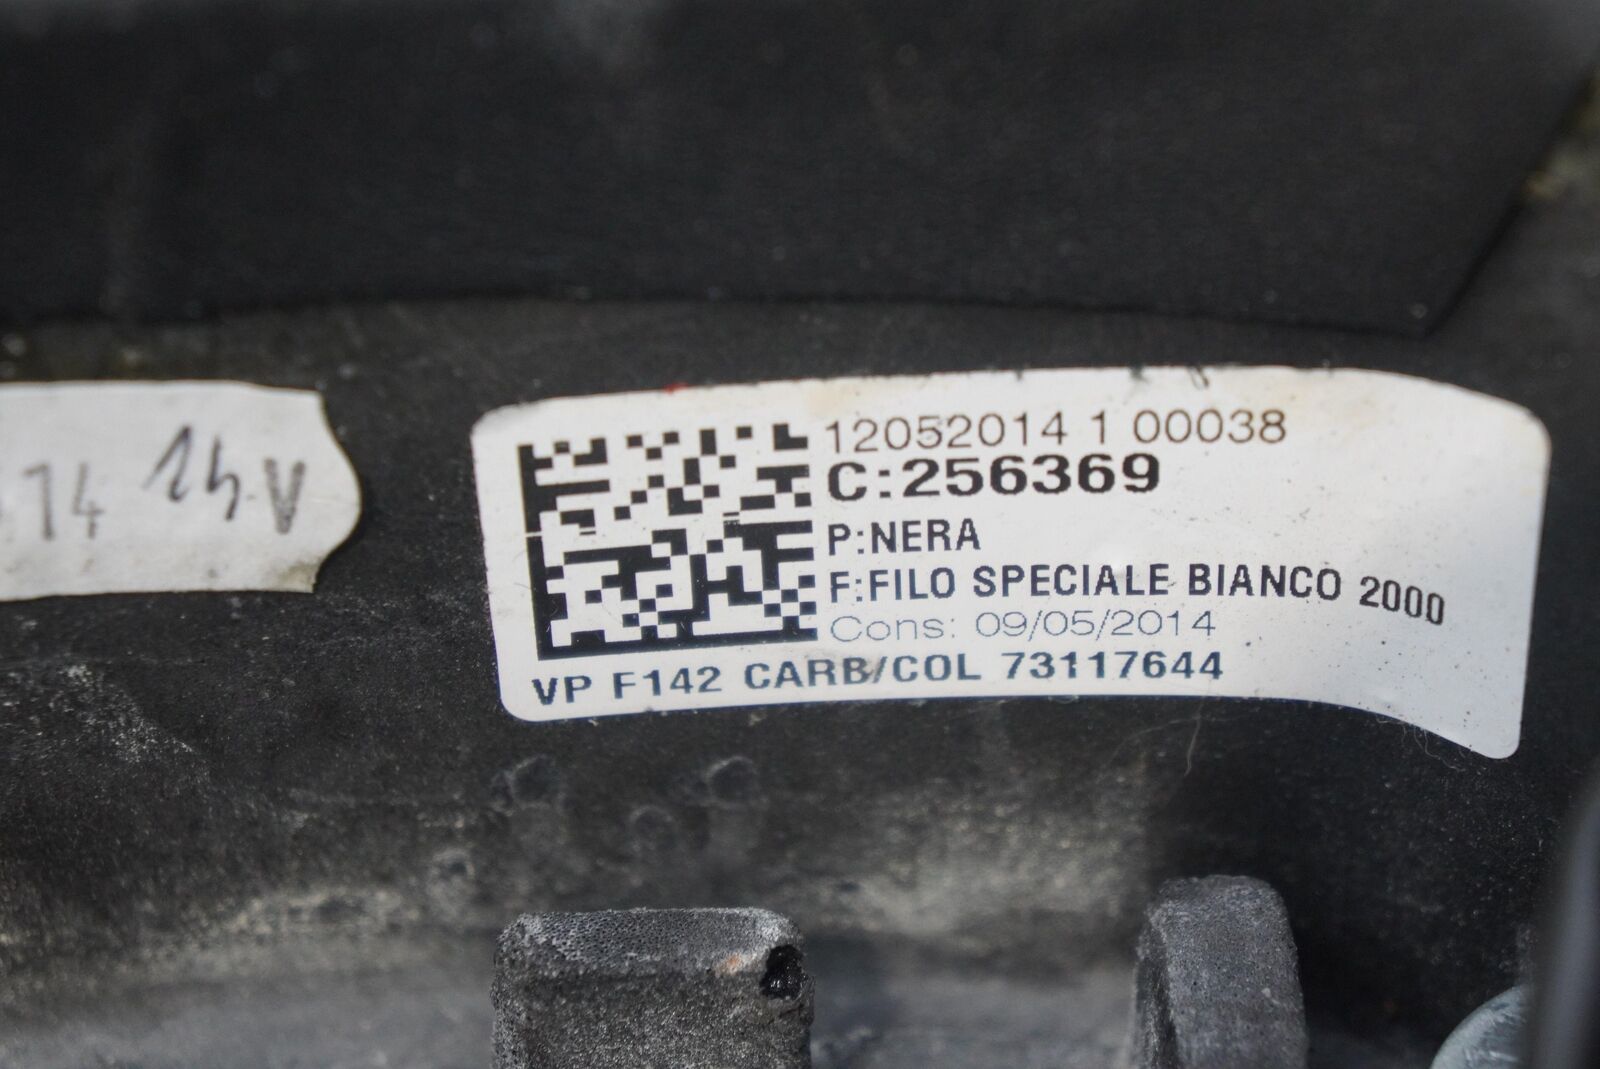 14 14 V
12052014 1 00038
C:256369
P:NERA
F:FILO SPECIALE BIANCO 2000
Cons: 09/05/2014
VP F142 CARB/COL 73117644